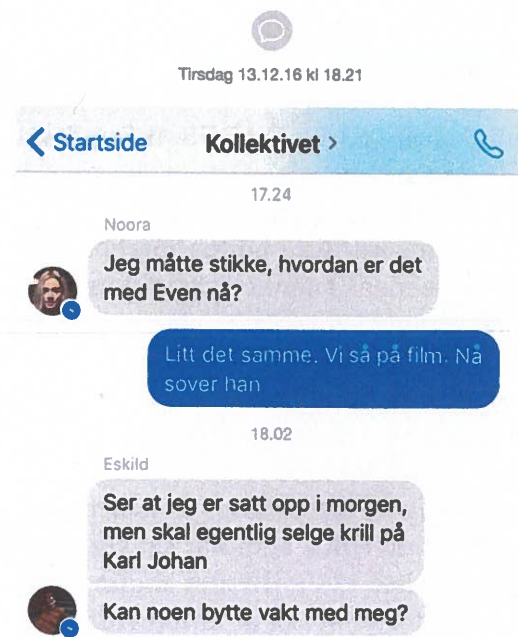 Tirsdag 13.12.16 kl 18.21
Startside Kollektivet
17.24
Noora
Jeg måtte stikke, hvordan er det
med Even nå?
Litt det samme. Vi så på film. Nå
sover han
18.02
Eskild
Ser at jeg er satt opp i morgen,
men skal egentlig selge krill på
Karl Johan
Kan noen bytte vakt med meg?